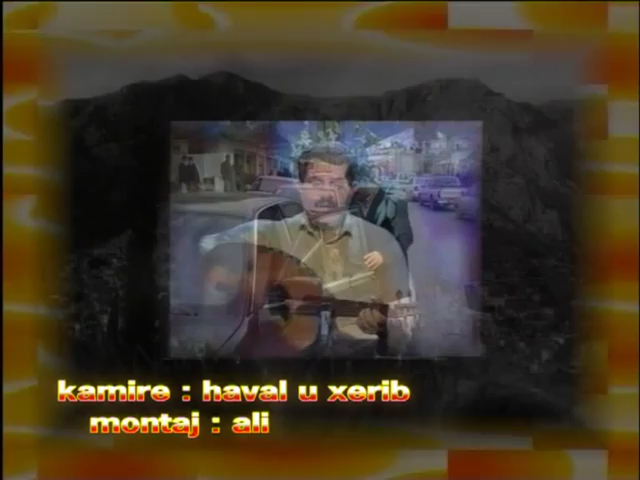 kamire : haval u xerib
montaj : ali